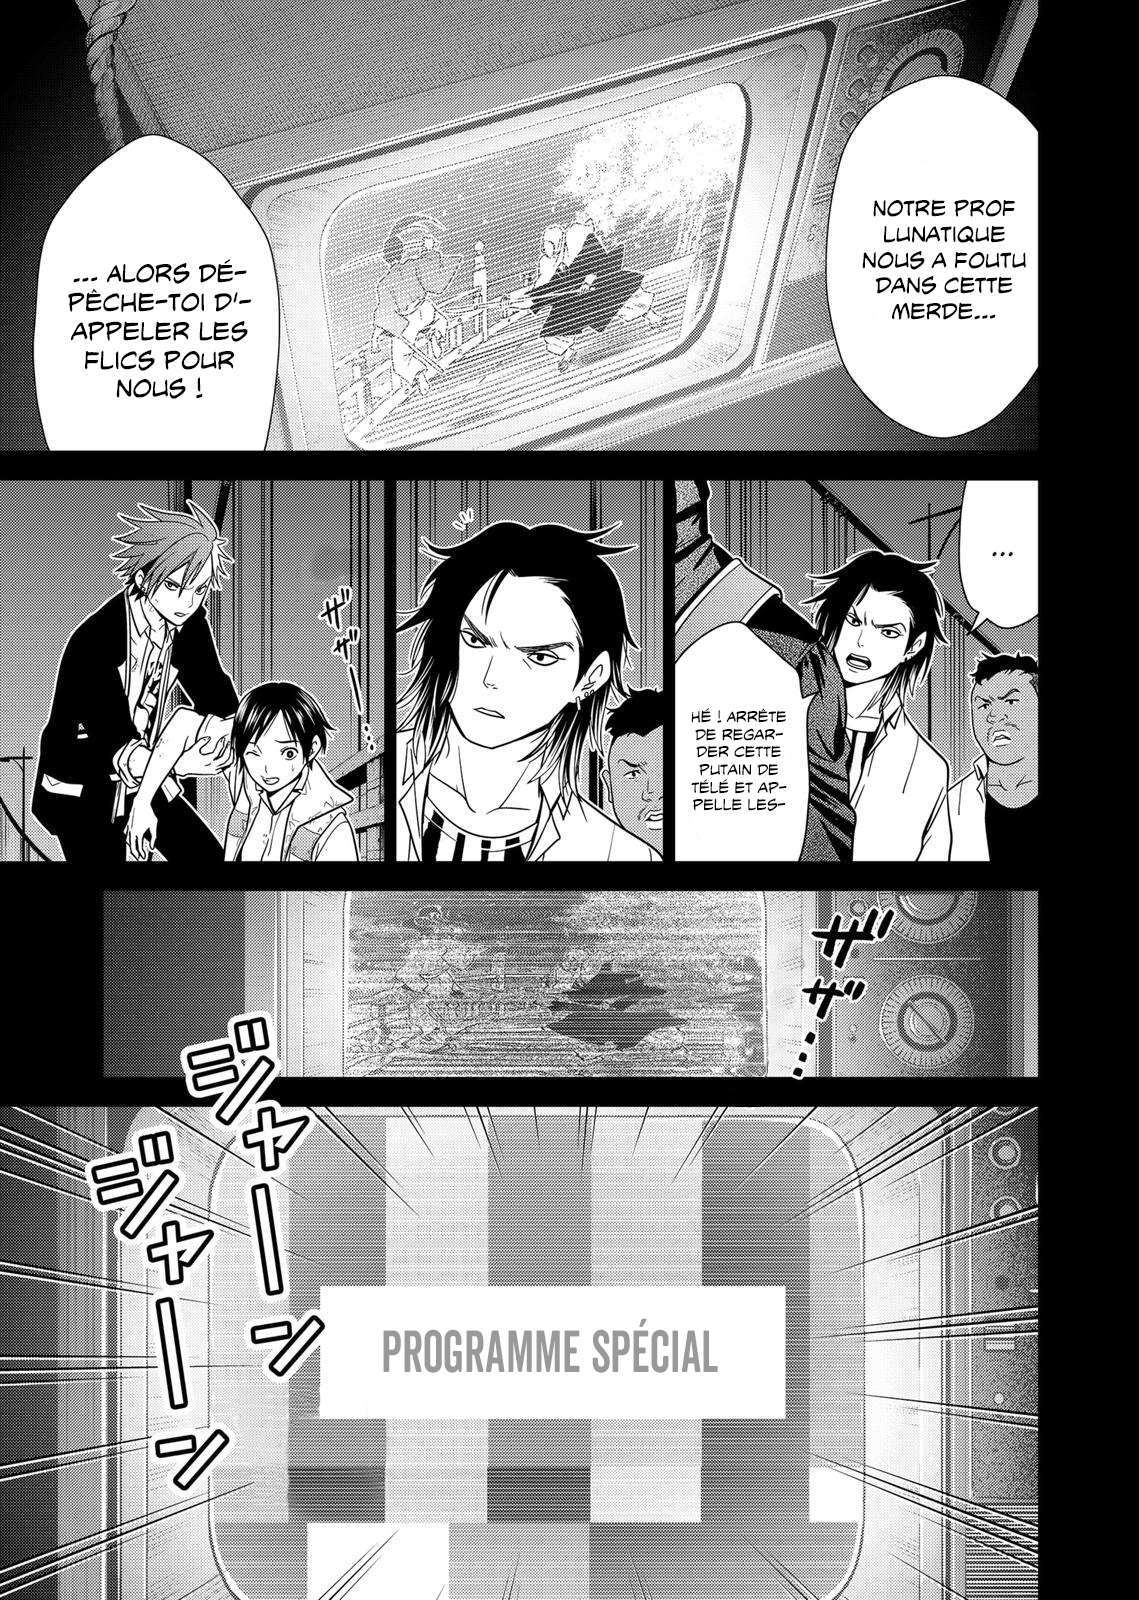 NOTRE PROF
LUNATIQUE
NOUS A FOUTU
DANS CETTE
MERDE...
... ALORS DÉ-
PÊCHE-TOI D'-
APPELER LES
FLICS POUR
NOUS !
...
HÉ ! ARRÊTE
DE REGAR-
DER CETTE
PUTAIN DE
TÉLÉ ET AP-
PELLE LES-
ザザ...
ザザ...
ジャーーン
ジャーーン
PROGRAMME SPÉCIAL